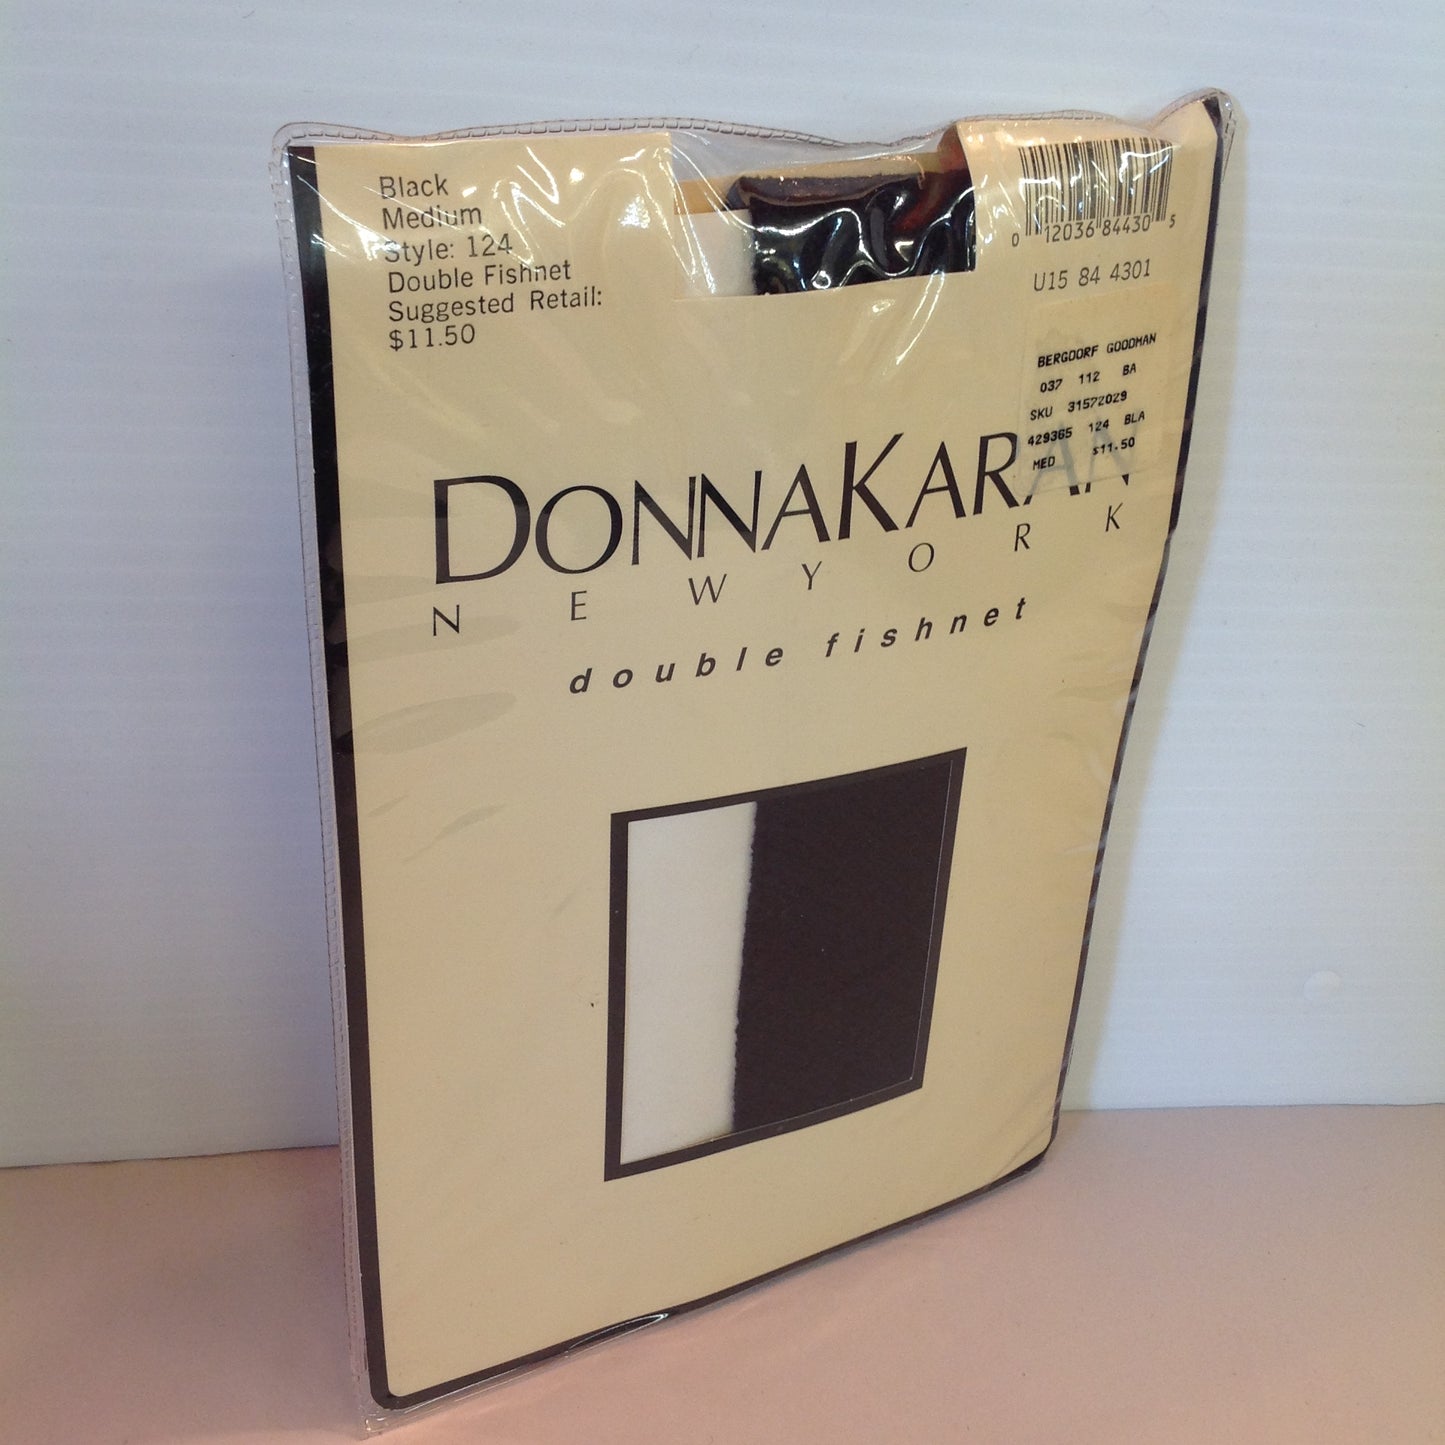 Black
Medium
Style: 124
Double Fishnet
Suggested Retail:
$11.50
0 12036 84430 5
U15 84 4301
BERGDORF GOODMAN
037 112 BA
SKU 31572029
429365 124 BLA
MED $11.50
DONNAKARAN
NEW YORK
double fishnet